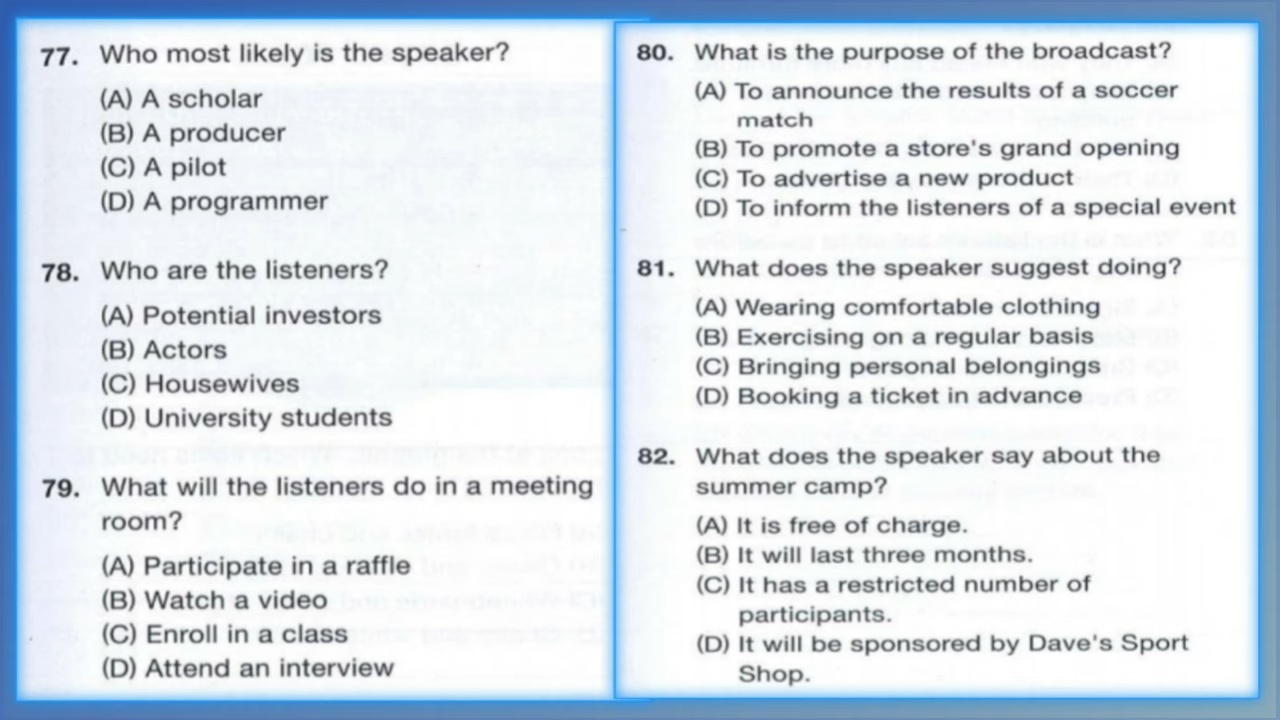 77. Who most likely is the speaker?
(A) A scholar
(B) A producer
(C) A pilot
(D) A programmer
78. Who are the listeners?
(A) Potential investors
(B) Actors
(C) Housewives
(D) University students
79. What will the listeners do in a meeting
room?
(A) Participate in a raffle
(B) Watch a video
(C) Enroll in a class
(D) Attend an interview
80. What is the purpose of the broadcast?
(A) To announce the results of a soccer
match
(B) To promote a store's grand opening
(C) To advertise a new product
(D) To inform the listeners of a special event
81. What does the speaker suggest doing?
(A) Wearing comfortable clothing
(B) Exercising on a regular basis
(C) Bringing personal belongings
(D) Booking a ticket in advance
82. What does the speaker say about the
summer camp?
(A) It is free of charge.
(B) It will last three months.
(C) It has a restricted number of
participants.
(D) It will be sponsored by Dave's Sport
Shop.